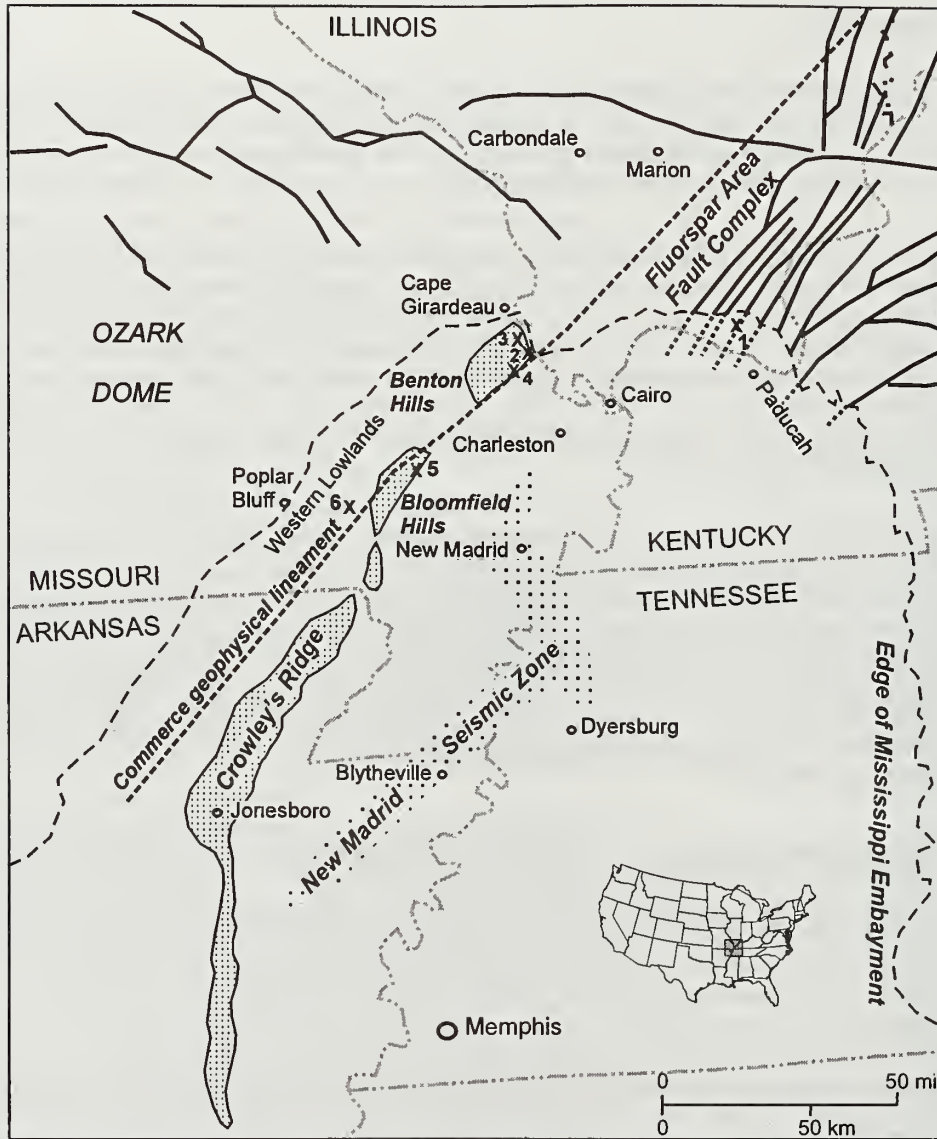 ILLINOIS
Carbondale
Marion
Fluorspar Area
Fault Complex
Cape
Girardeau
OZARK
DOME
3
2
4
1
Benton
Hills
Cairo
Paducah
Charleston
Western Lowlands
Poplar
Bluff
5
6
Bloomfield
Hills
New Madrid
KENTUCKY
MISSOURI
TENNESSEE
ARKANSAS
Commerce geophysical lineament
Crowley's Ridge
Seismic Zone
Dyersburg
Blytheville
New Madrid
Jonesboro
Edge of Mississippi Embayment
Memphis
0 50 mi
0 50 km